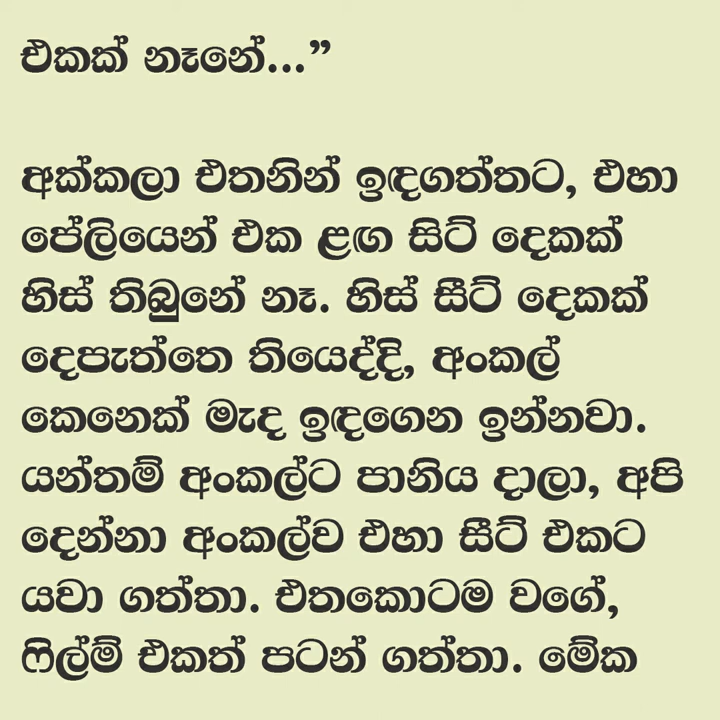 එකක් නෑනේ...”
අක්කලා එතනින් ඉඳගත්තට, එහා
පේලියෙන් එක ළඟ සිට් දෙකක්
හිස් තිබුනේ නෑ. හිස් සීට් දෙකක්
දෙපැත්තෙ තියෙද්දි, අංකල්
කෙනෙක් මැද ඉඳගෙන ඉන්නවා.
යන්තම් අංකල්ට පානිය දාලා, අපි
දෙන්නා අංකල්ව එහා සීට් එකට
යවා ගත්තා. එතකොටම වගේ,
ෆිල්ම් එකත් පටන් ගත්තා. මේක